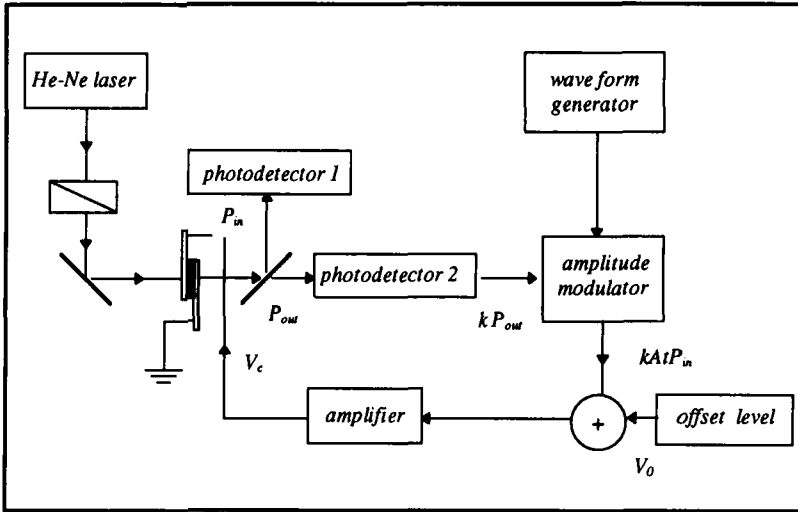 He-Ne laser
wave form
generator
photodetector 1
P_in
photodetector 2
amplitude
modulator
P_out
k P_out
V_c
kAtP_in
amplifier
+
offset level
V_0